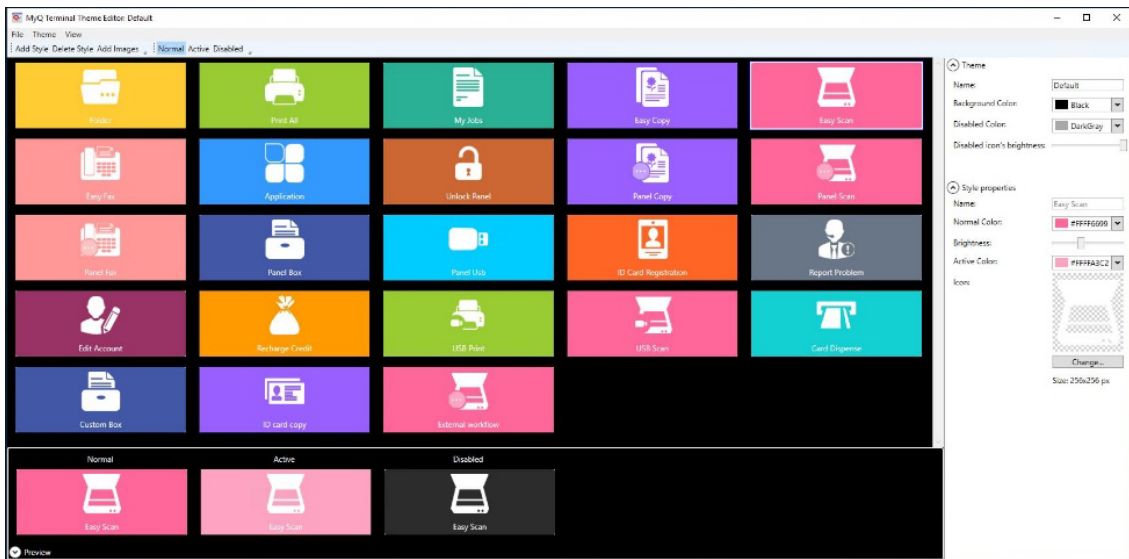 MyQ Terminal Theme Editor: Default
File Theme View
Add Style Delete Style Add Images Normal Active Disabled
Folder Print All My Jobs Easy Copy Easy Scan
Easy Fax Application Unlock Panel Panel Copy Panel Scan
Panel Fax Panel Box Panel Usb ID Card Registration Report Problem
Edit Account Recharge Credit USB Print USB Scan Card Dispense
Custom Box ID card copy External workflow
Normal Active Disabled
Easy Scan Easy Scan Easy Scan
Preview
Theme
Name: Default
Background Color: Black
Disabled Color: DarkGray
Disabled icon's brightness:
Style properties
Name: Easy Scan
Normal Color: #FFFF6699
Brightness:
Active Color: #FFFFA3C2
Icon:
Change...
Size: 256x256 px